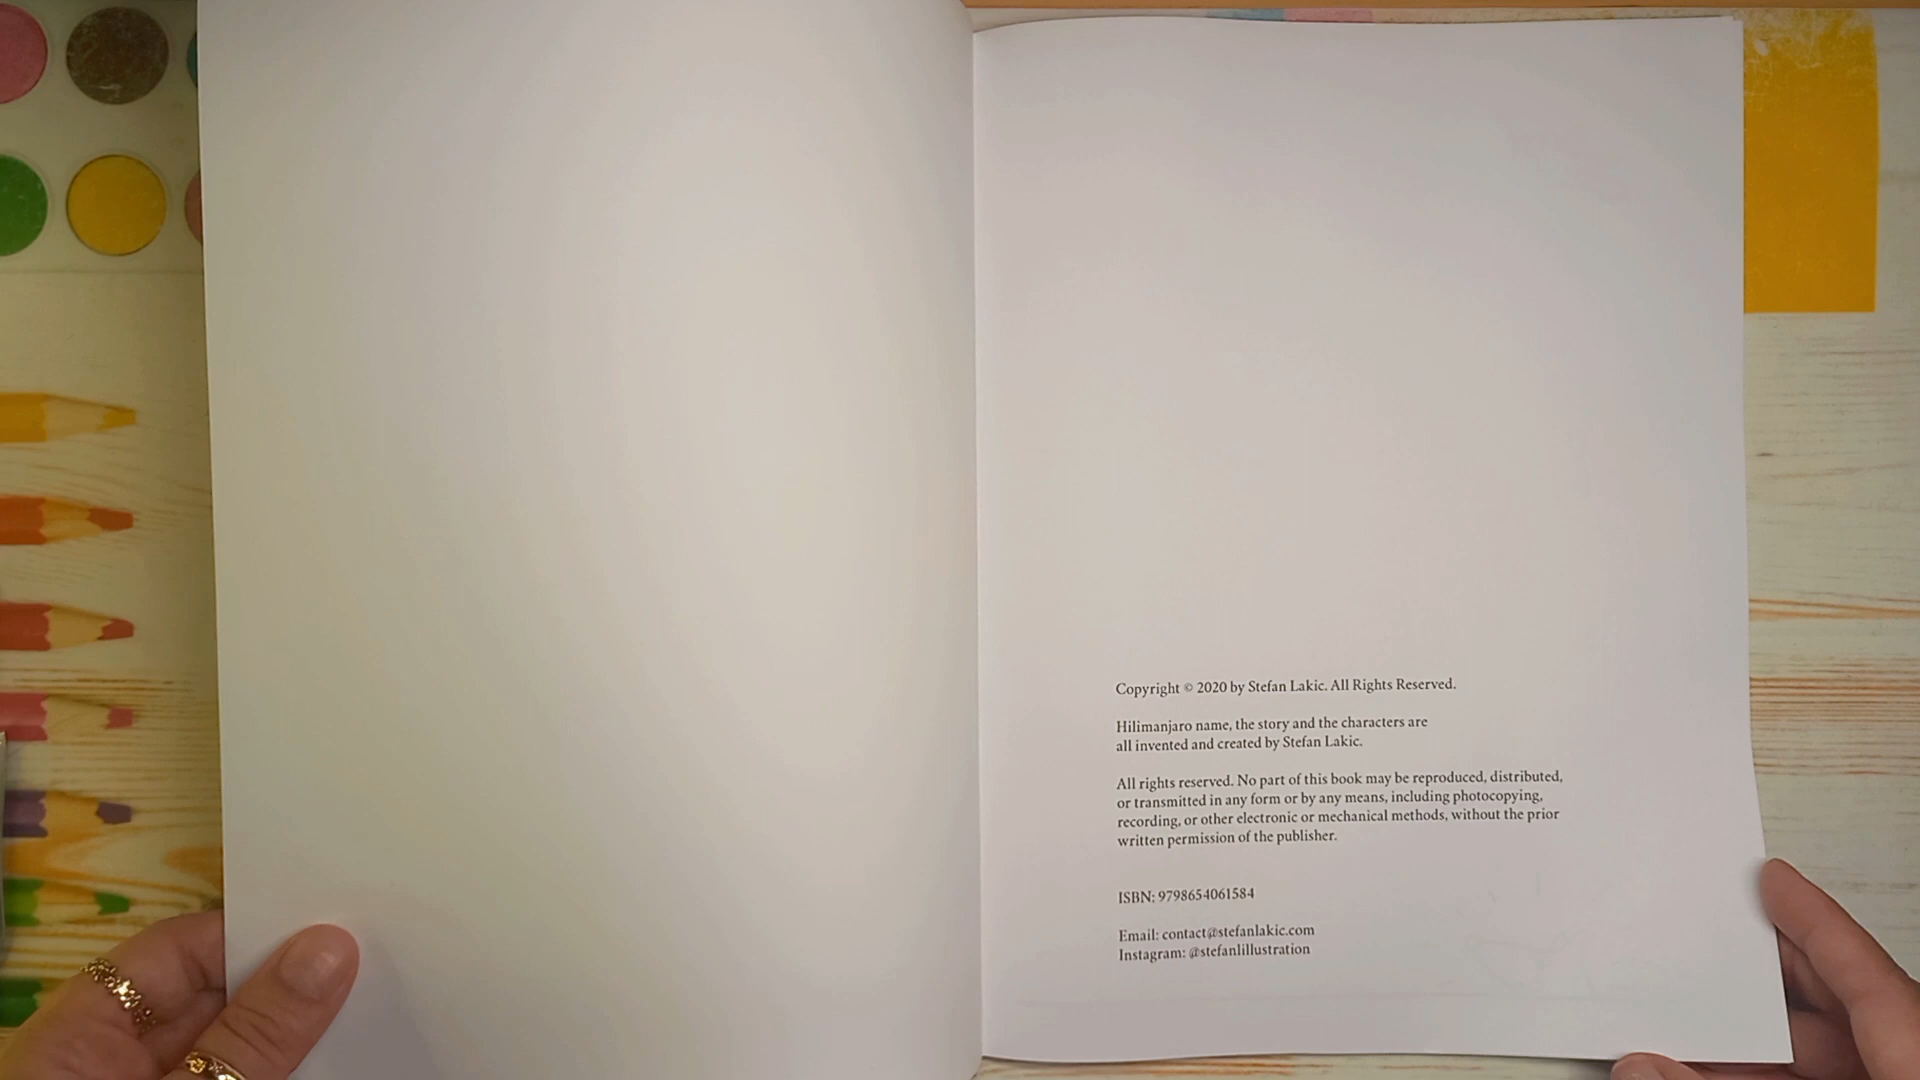 Copyright © 2020 by Stefan Lakic. All Rights Reserved.
Hilimanjaro name, the story and the characters are
all invented and created by Stefan Lakic.
All rights reserved. No part of this book may be reproduced, distributed,
or transmitted in any form or by any means, including photocopying,
recording, or other electronic or mechanical methods, without the prior
written permission of the publisher.
ISBN: 9798654061584
Email: contact@stefanlakic.com
Instagram: @stefanlillustration